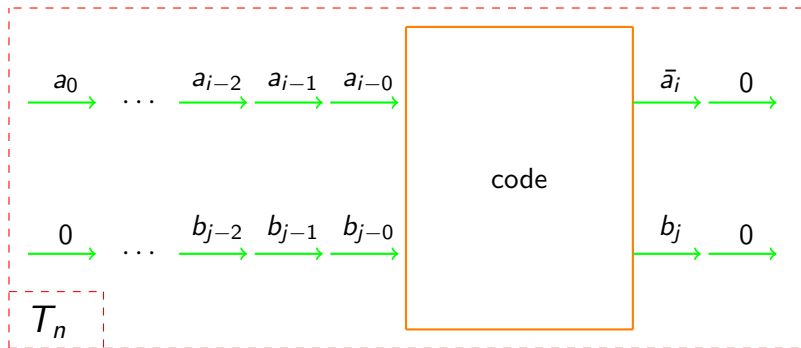 a₀ ⋯ aᵢ₋₂ aᵢ₋₁ aᵢ₋₀ āᵢ 0
code
0 ⋯ bⱼ₋₂ bⱼ₋₁ bⱼ₋₀ bⱼ 0
Tₙ